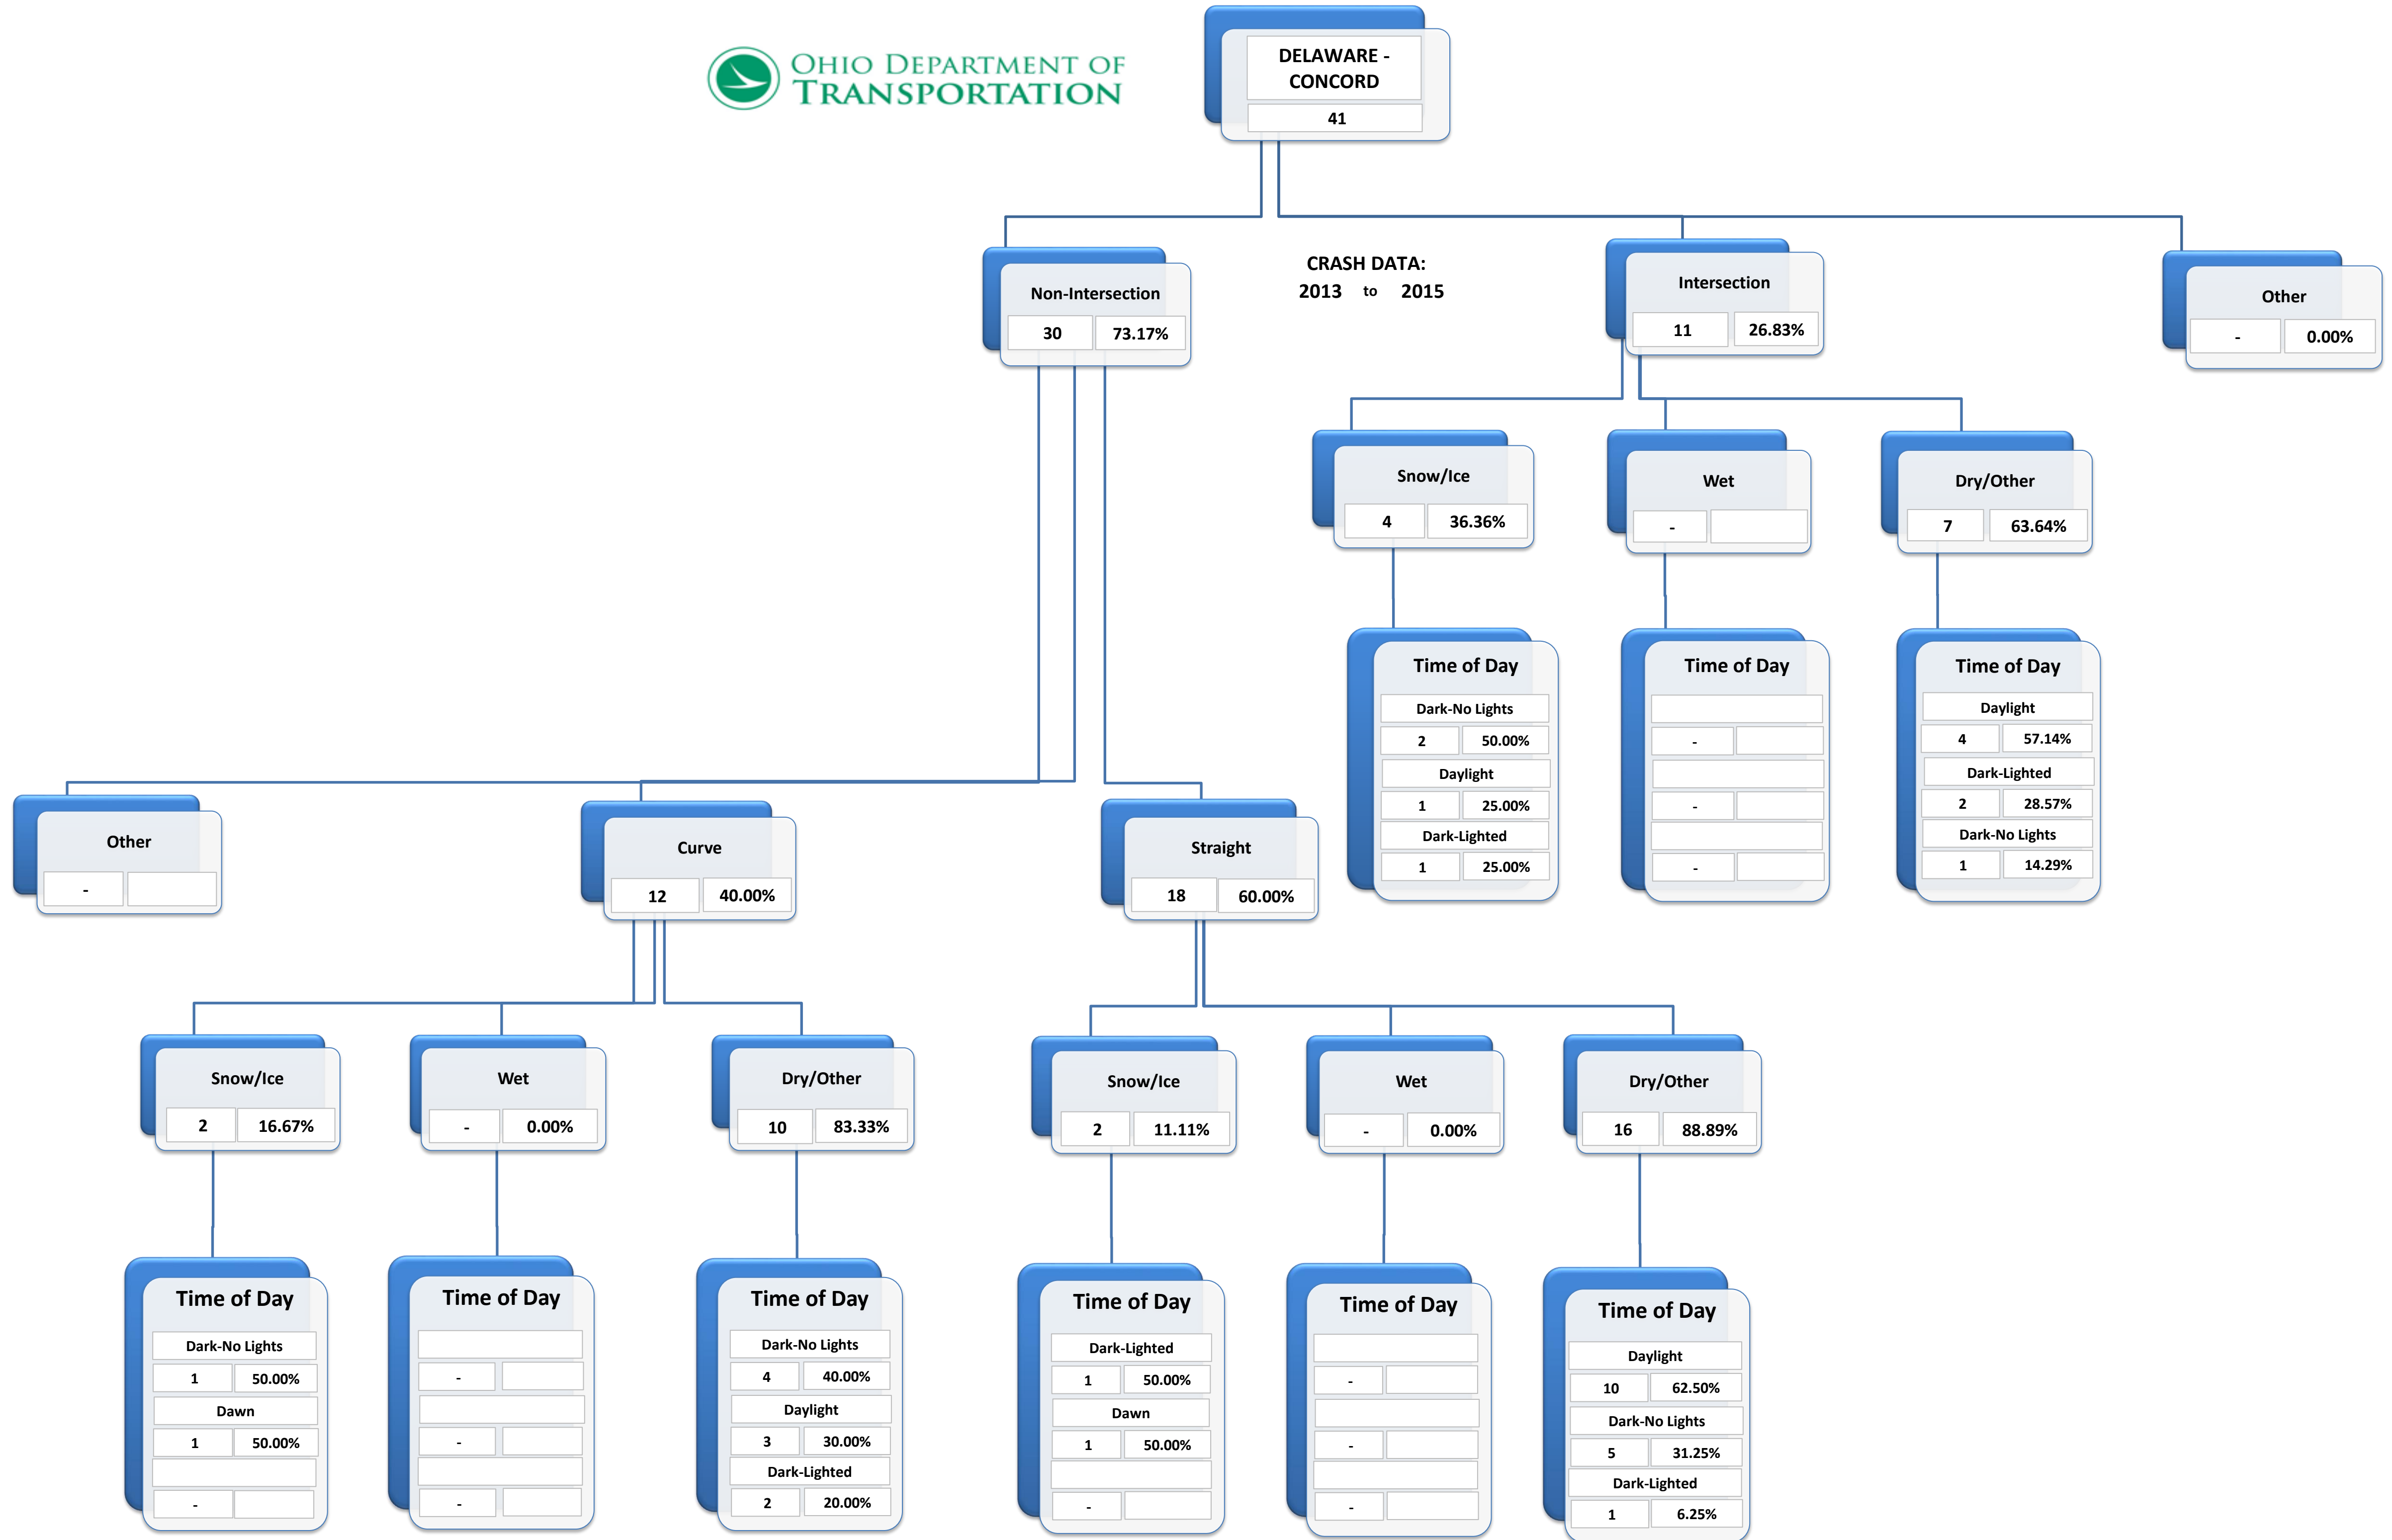 OHIO DEPARTMENT OF
TRANSPORTATION
DELAWARE -
CONCORD
41
CRASH DATA:
2013 to 2015
Non-Intersection
30 73.17%
Intersection
11 26.83%
Other
- 0.00%
Snow/Ice
4 36.36%
Wet
-
Dry/Other
7 63.64%
Time of Day
Dark-No Lights
2 50.00%
Daylight
1 25.00%
Dark-Lighted
1 25.00%
Time of Day
-
-
-
Time of Day
Daylight
4 57.14%
Dark-Lighted
2 28.57%
Dark-No Lights
1 14.29%
Other
-
Curve
12 40.00%
Straight
18 60.00%
Snow/Ice
2 16.67%
Wet
- 0.00%
Dry/Other
10 83.33%
Snow/Ice
2 11.11%
Wet
- 0.00%
Dry/Other
16 88.89%
Time of Day
Dark-No Lights
1 50.00%
Dawn
1 50.00%
-
Time of Day
-
-
-
Time of Day
Dark-No Lights
4 40.00%
Daylight
3 30.00%
Dark-Lighted
2 20.00%
Time of Day
Dark-Lighted
1 50.00%
Dawn
1 50.00%
-
Time of Day
-
-
-
Time of Day
Daylight
10 62.50%
Dark-No Lights
5 31.25%
Dark-Lighted
1 6.25%